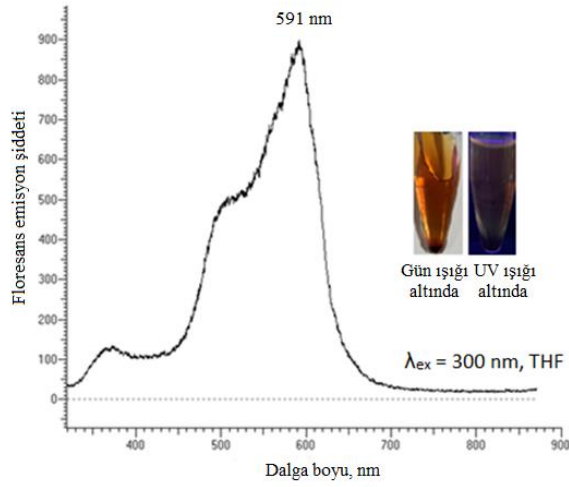 591 nm
900
800
700
600
500
400
300
200
100
0
Floresans emisyon şiddeti
Gün ışığı UV ışığı
altında altında
λex = 300 nm, THF
400 500 600 700 800 900
Dalga boyu, nm